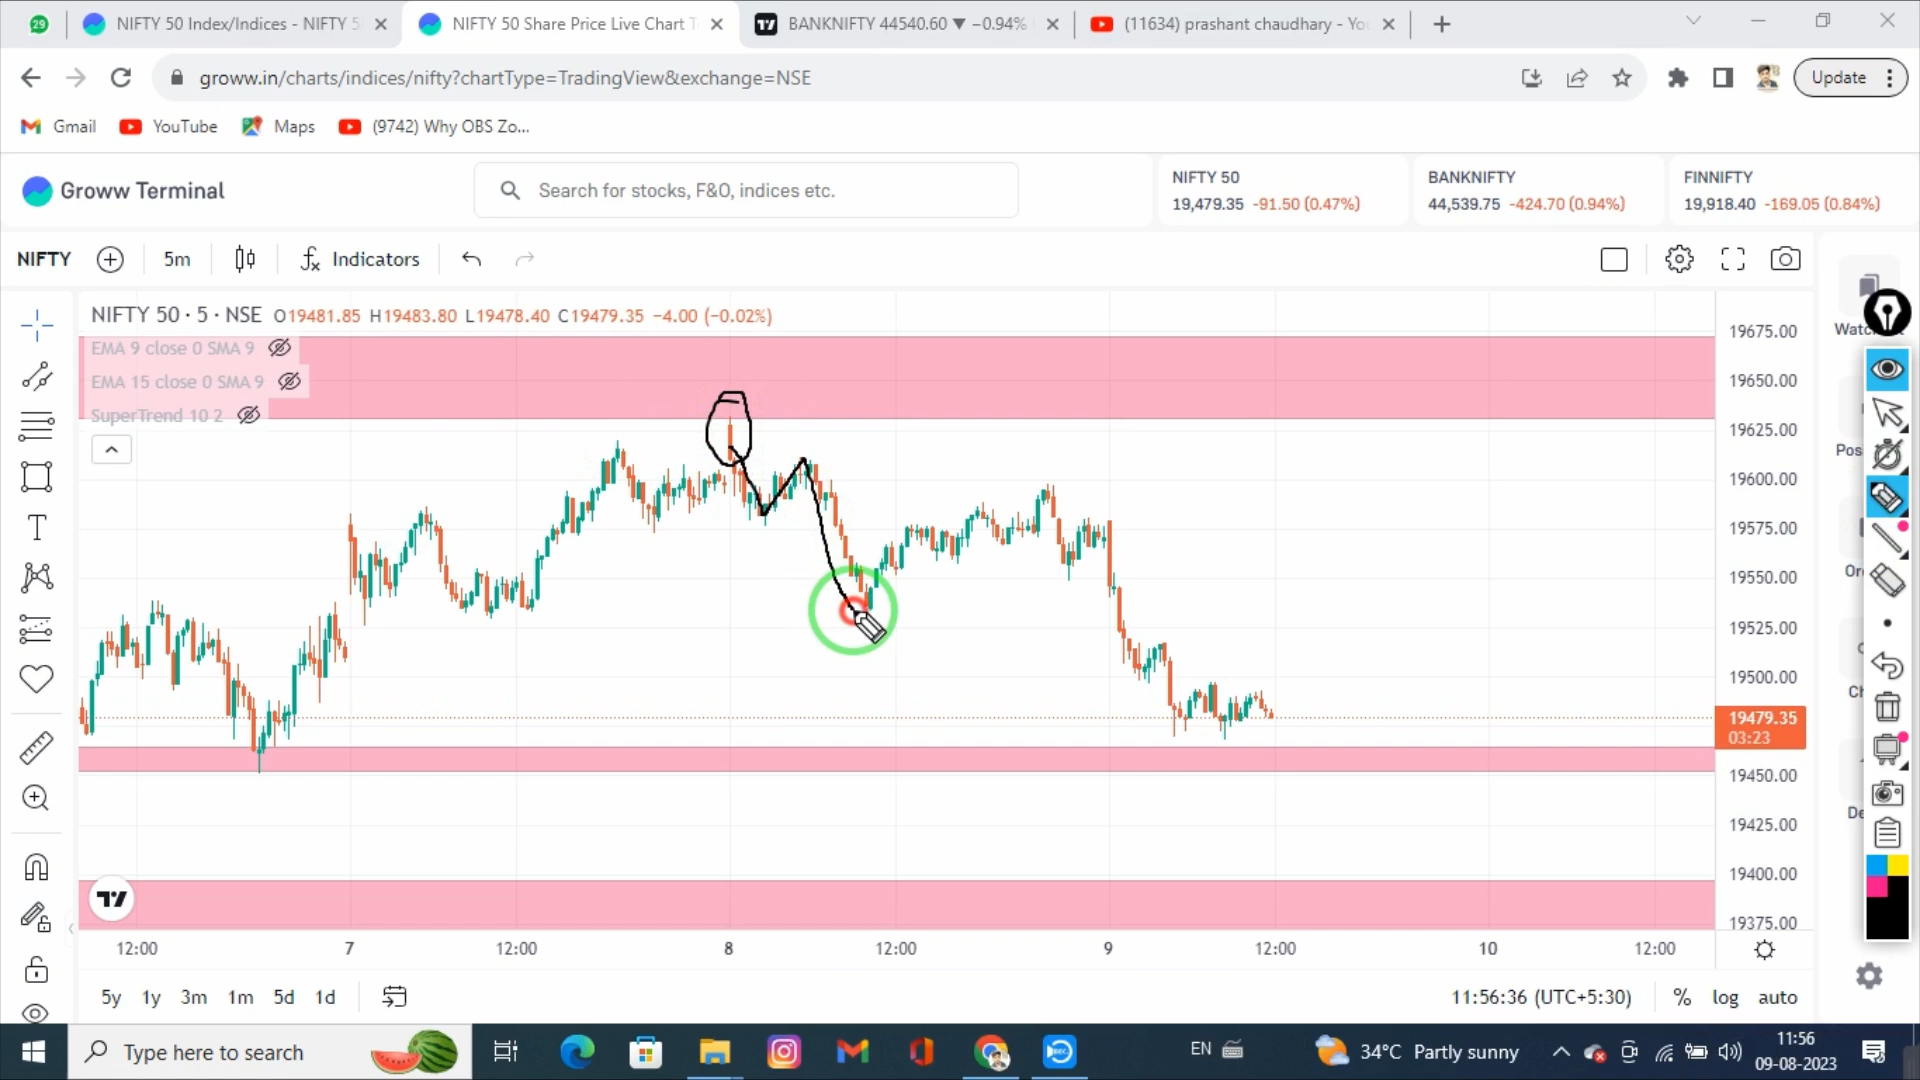 29
NIFTY 50 Index/Indices - NIFTY 5
NIFTY 50 Share Price Live Chart T
BANKNIFTY 44540.60 ▼ −0.94%
(11634) prashant chaudhary - Yo
groww.in/charts/indices/nifty?chartType=TradingView&exchange=NSE
Update
Gmail
YouTube
Maps
(9742) Why OBS Zo...
Groww Terminal
Search for stocks, F&O, indices etc.
NIFTY 50
19,479.35 -91.50 (0.47%)
BANKNIFTY
44,539.75 -424.70 (0.94%)
FINNIFTY
19,918.40 -169.05 (0.84%)
NIFTY
5m
Indicators
NIFTY 50 · 5 · NSE O19481.85 H19483.80 L19478.40 C19479.35 −4.00 (−0.02%)
EMA 9 close 0 SMA 9
EMA 15 close 0 SMA 9
SuperTrend 10 2
19675.00
19650.00
19625.00
19600.00
19575.00
19550.00
19525.00
19500.00
19479.35
03:23
19450.00
19425.00
19400.00
19375.00
Watc
Pos
Or
Ch
De
12:00 7 12:00 8 12:00 9 12:00 10 12:00
5y 1y 3m 1m 5d 1d
11:56:36 (UTC+5:30) % log auto
Type here to search
EN
34°C Partly sunny
11:56
09-08-2023